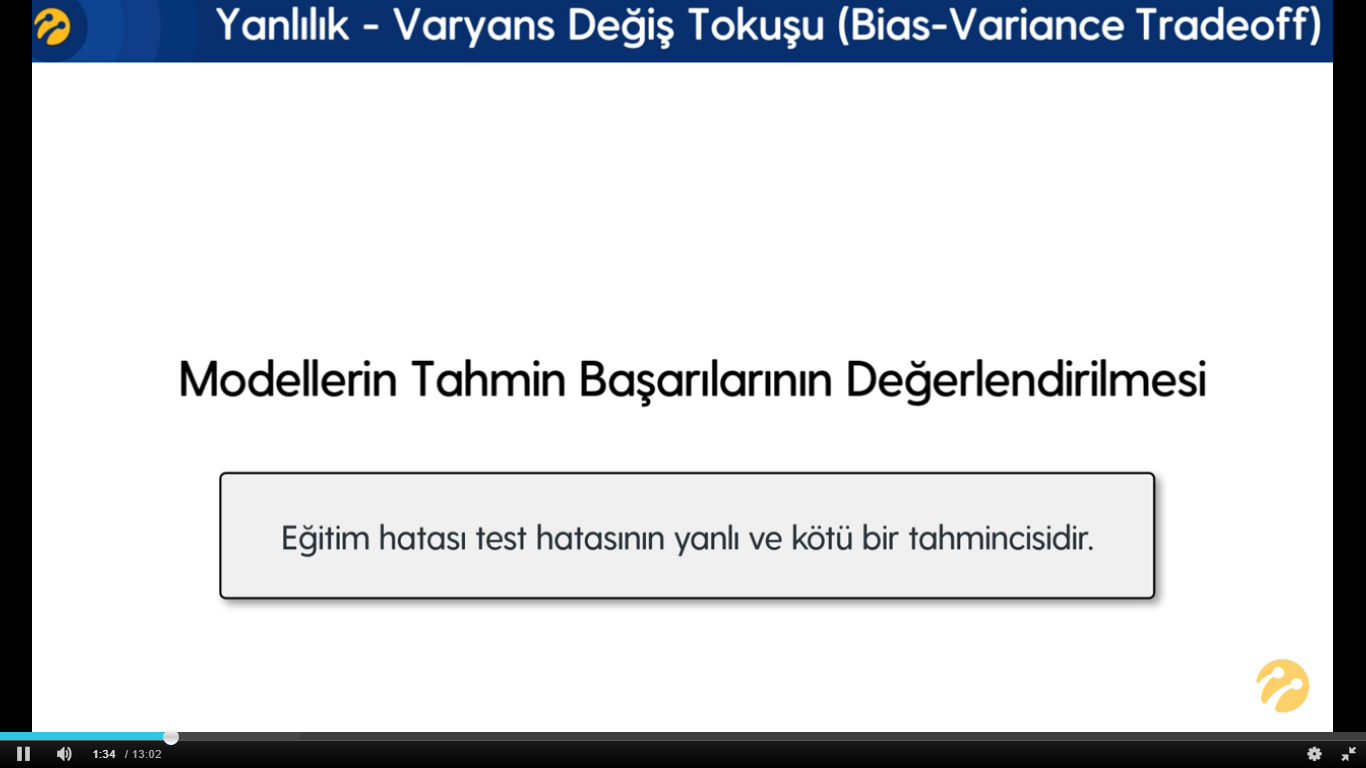 Yanlılık - Varyans Değiş Tokuşu (Bias-Variance Tradeoff)
Modellerin Tahmin Başarılarının Değerlendirilmesi
Eğitim hatası test hatasının yanlı ve kötü bir tahmincisidir.
1:34 / 13:02